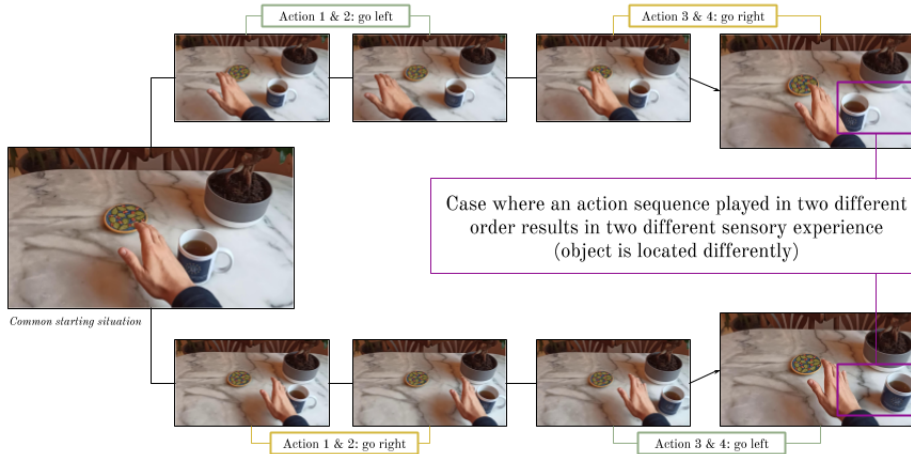 Action 1 & 2: go left
Action 3 & 4: go right
Case where an action sequence played in two different
order results in two different sensory experience
(object is located differently)
Common starting situation
Action 1 & 2: go right
Action 3 & 4: go left